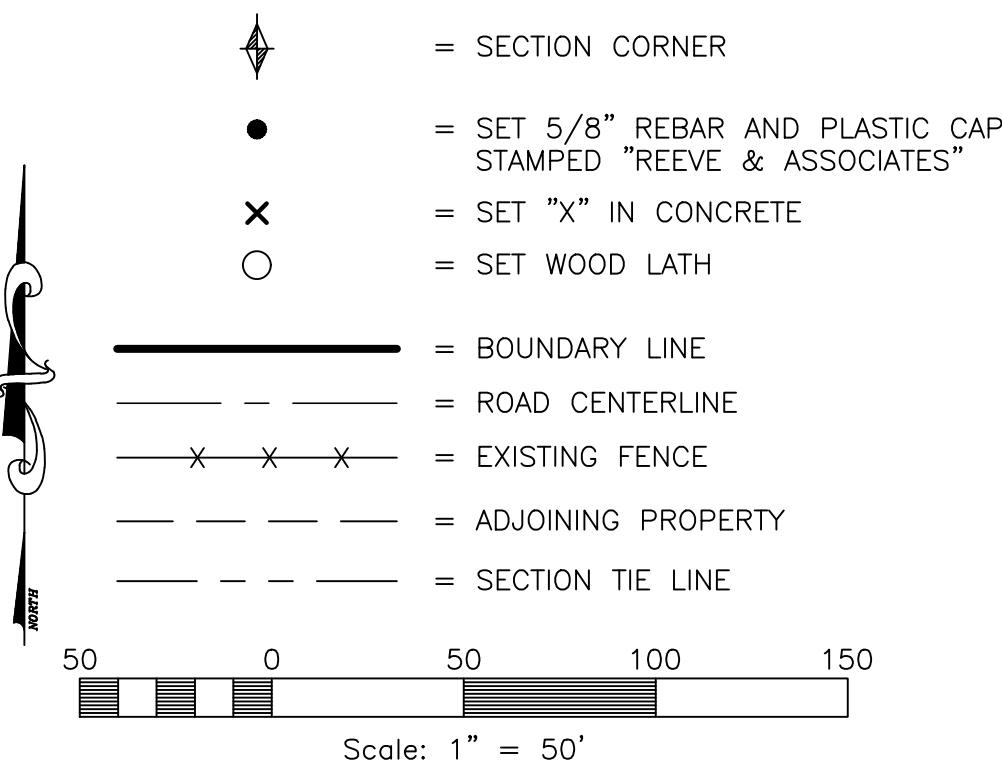 = SECTION CORNER
= SET 5/8" REBAR AND PLASTIC CAP
STAMPED "REEVE & ASSOCIATES"
= SET "X" IN CONCRETE
= SET WOOD LATH
= BOUNDARY LINE
= ROAD CENTERLINE
= EXISTING FENCE
= ADJOINING PROPERTY
= SECTION TIE LINE
NORTH
50 0 50 100 150
Scale: 1" = 50'